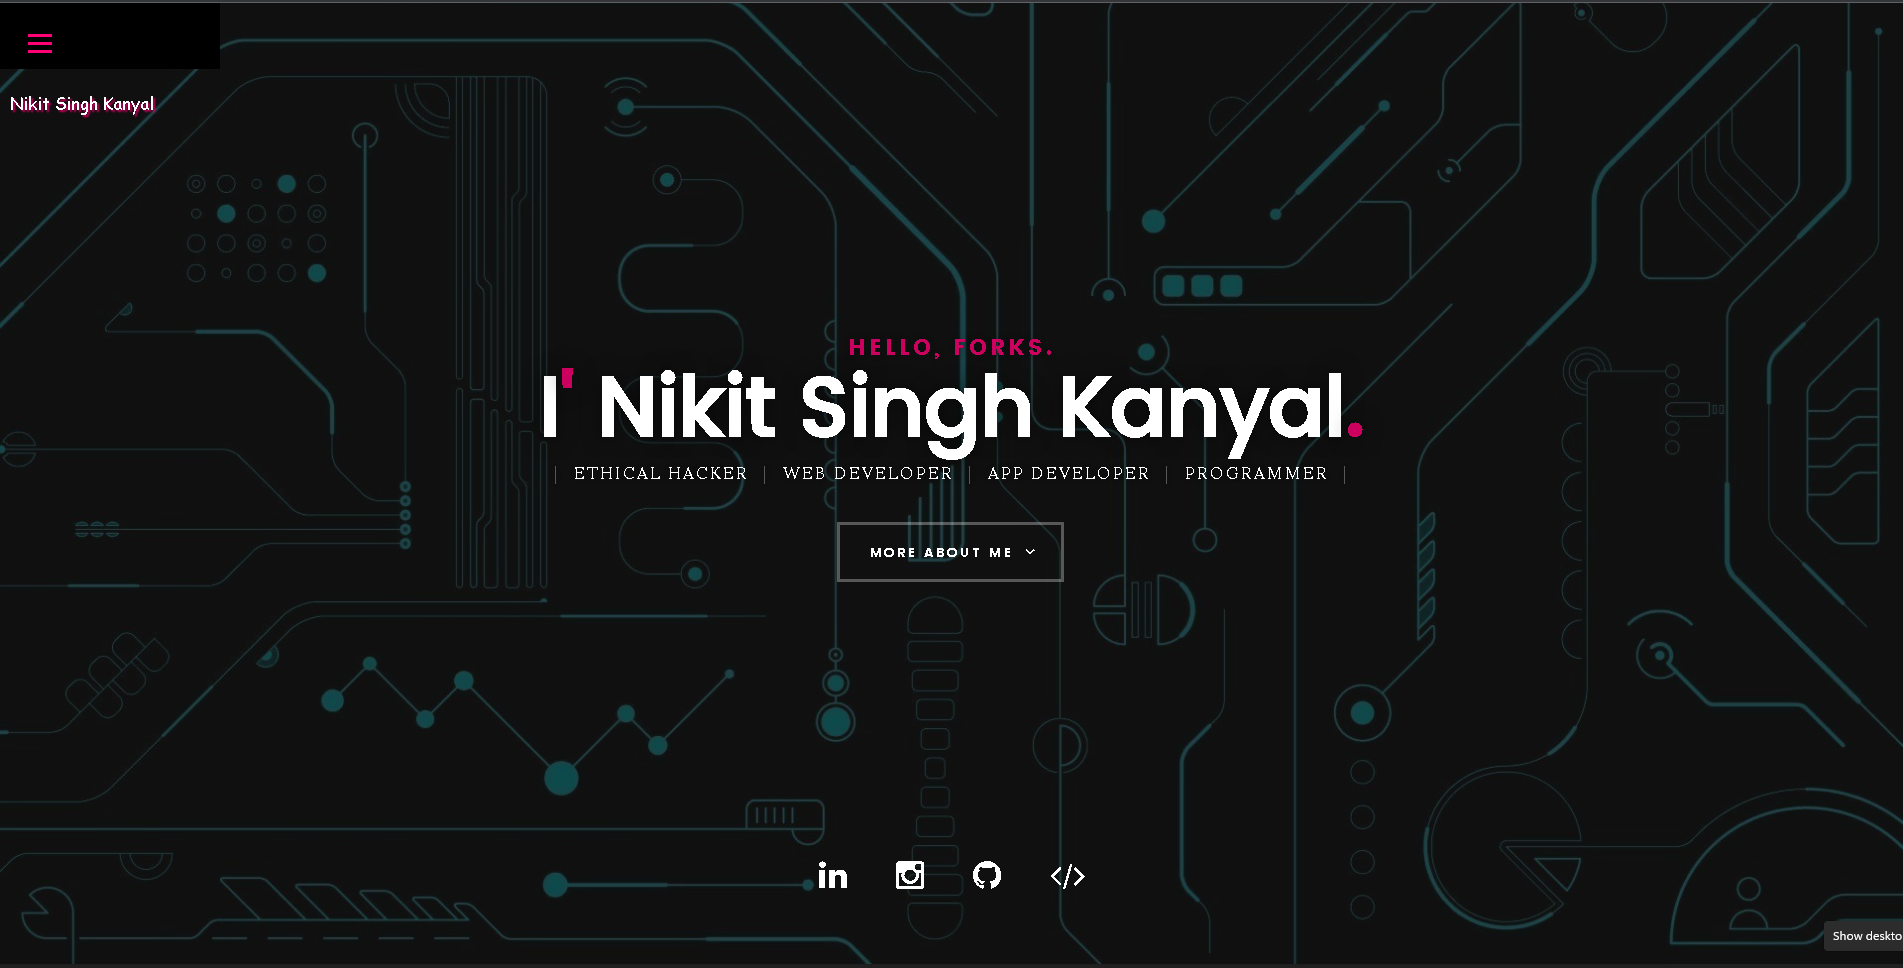 Nikit Singh Kanyal
HELLO, FORKS.
I' Nikit Singh Kanyal.
ETHICAL HACKER | WEB DEVELOPER | APP DEVELOPER | PROGRAMMER
MORE ABOUT ME
in
</>
Show deskto